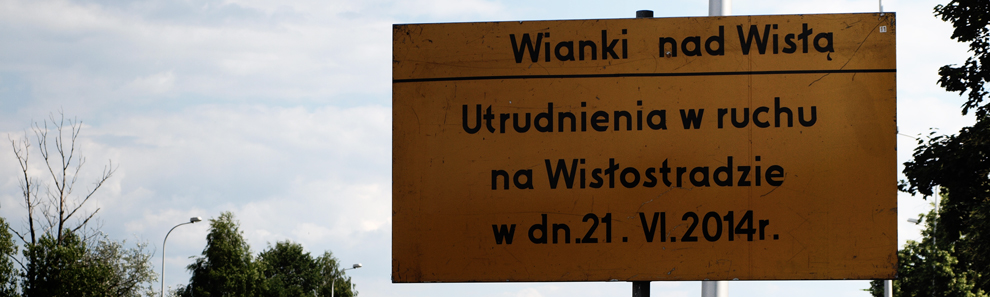 Wianki nad Wisłą
Utrudnienia w ruchu
na Wisłostradzie
w dn.21. VI.2014r.